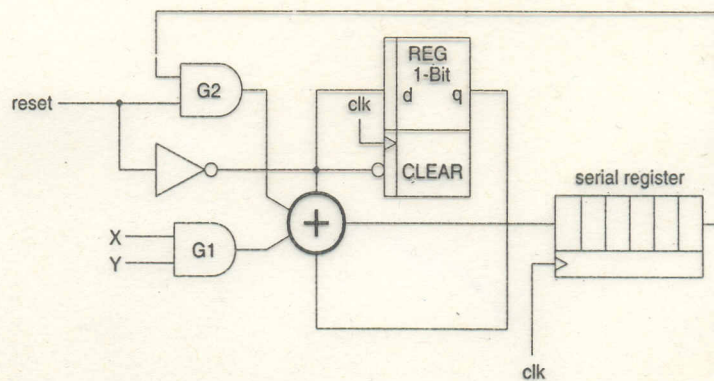 REG
1-Bit
G2
d q
reset
clk
CLEAR
serial register
+
X
G1
Y
clk